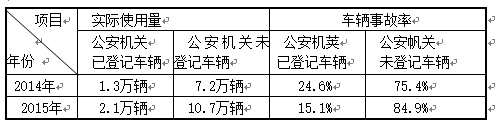 项目 实际使用量 车辆事故率
年份 公安机关 公安机关未 公安机荚 公安帆关
已登记车辆 登记车辆 已登记车辆 未登记车辆
2014年 1.3万辆 7.2万辆 24.6% 75.4%
2015年 2.1万辆 10.7万辆 15.1% 84.9%